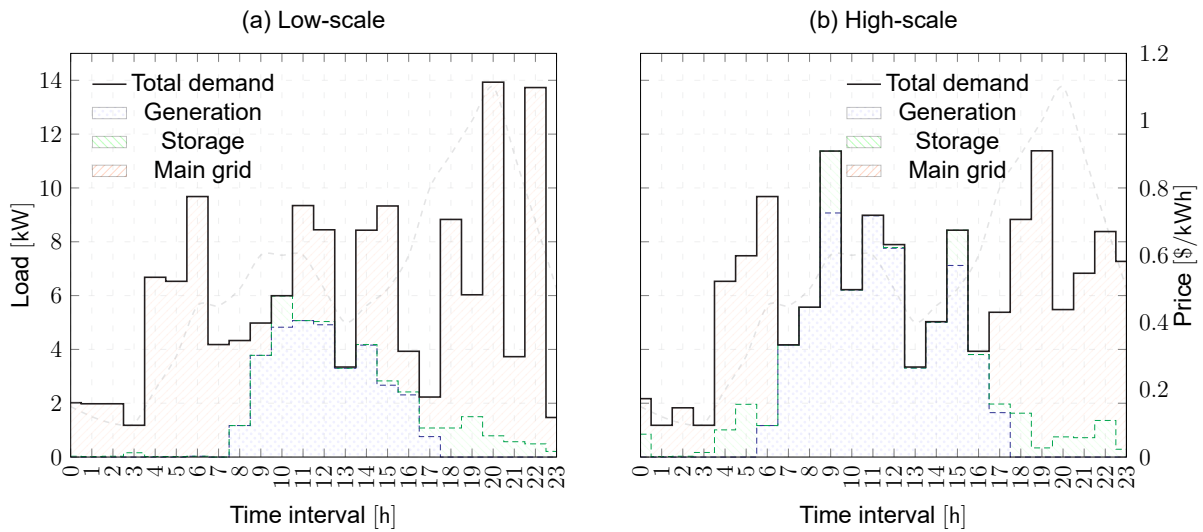 (a) Low-scale
(b) High-scale
Total demand
Generation
Storage
Main grid
Total demand
Generation
Storage
Main grid
14
12
10
8
6
4
2
0
Load [kW]
1.2
1
0.8
0.6
0.4
0.2
0
Price [$/kWh]
0 1 2 3 4 5 6 7 8 9 10 11 12 13 14 15 16 17 18 19 20 21 22 23
0 1 2 3 4 5 6 7 8 9 10 11 12 13 14 15 16 17 18 19 20 21 22 23
Time interval [h]
Time interval [h]